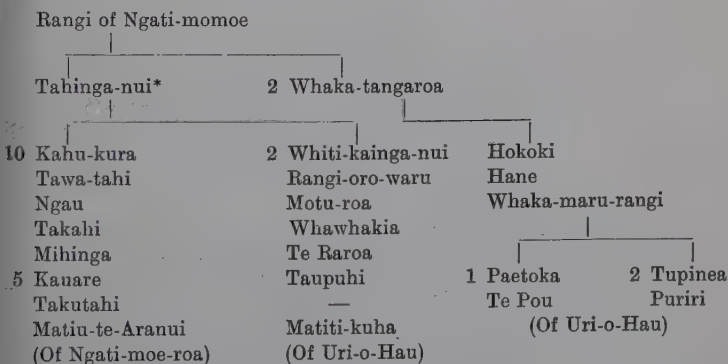 Rangi of Ngati-momoe
Tahinga-nui* 2 Whaka-tangaroa
10 Kahu-kura 2 Whiti-kainga-nui Hokoki
Tawa-tahi Rangi-oro-waru Hane
Ngau Motu-roa Whaka-maru-rangi
Takahi Whawhakia
Mihinga Te Raroa
5 Kauare Taupuhi 1 Paetoka 2 Tupinea
Takutahi — Te Pou Puriri
Matiu-te-Aranui Matiti-kuha (Of Uri-o-Hau)
(Of Ngati-moe-roa) (Of Uri-o-Hau)